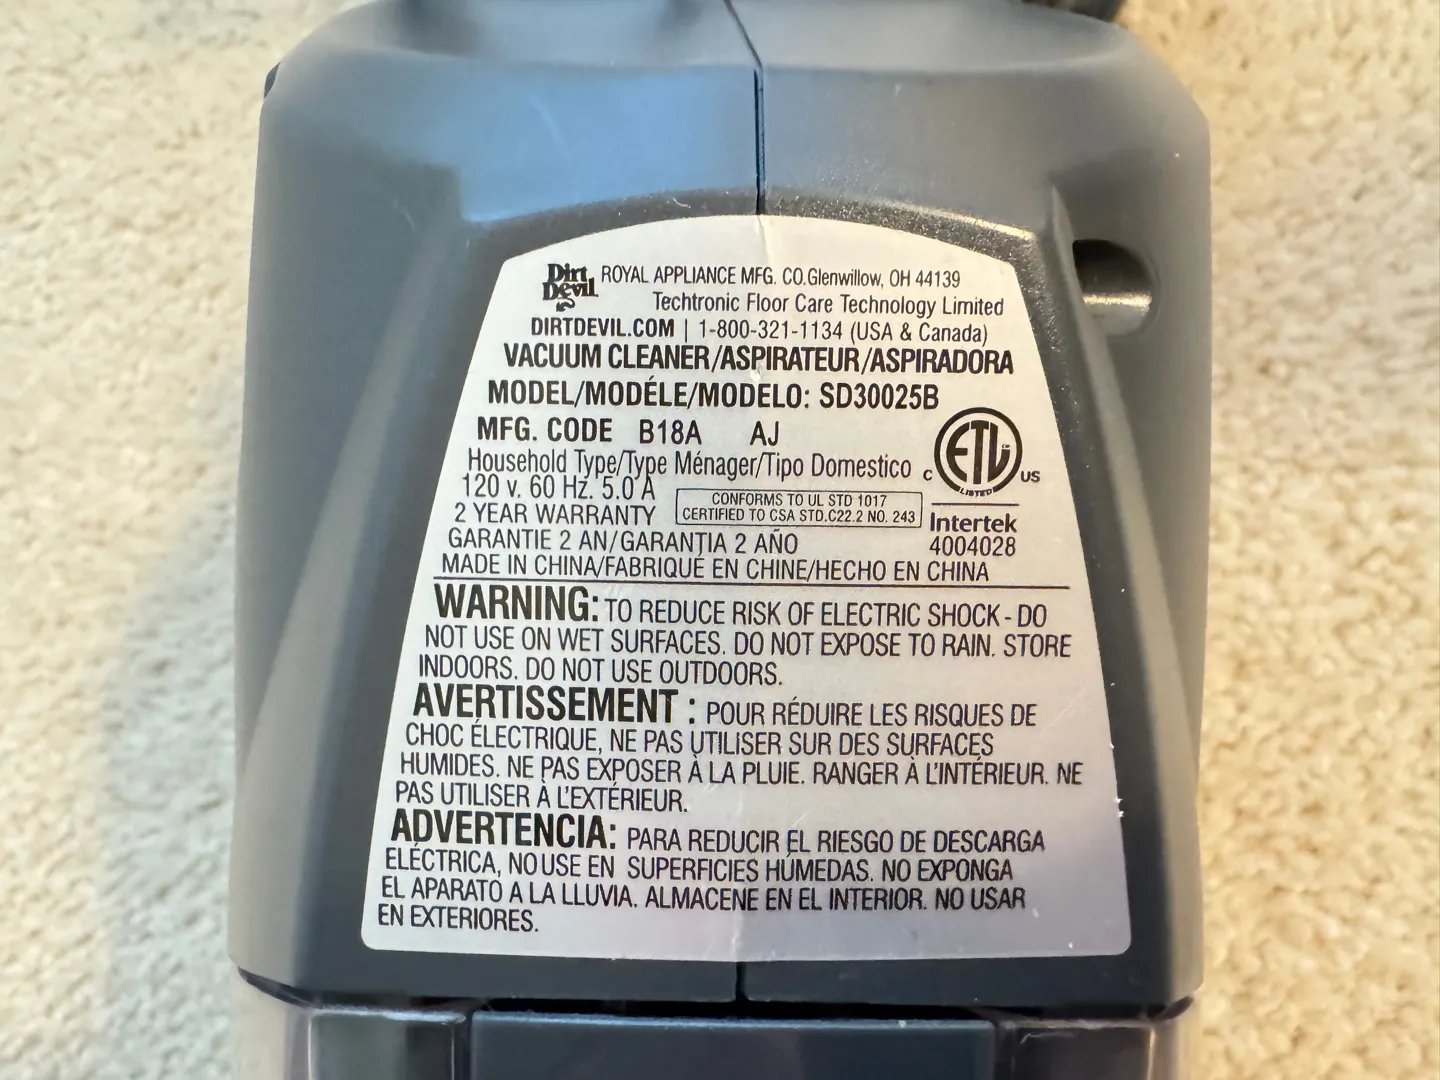 Dirt Devil
ROYAL APPLIANCE MFG. CO.Glenwillow, OH 44139
Techtronic Floor Care Technology Limited
DIRTDEVIL.COM | 1-800-321-1134 (USA & Canada)
VACUUM CLEANER/ASPIRATEUR/ASPIRADORA
MODEL/MODÉLE/MODELO: SD30025B
MFG. CODE B18A AJ
Household Type/Type Ménager/Tipo Domestico
120 v. 60 Hz. 5.0 A
CONFORMS TO UL STD 1017
CERTIFIED TO CSA STD.C22.2 NO. 243
C ETL US
LISTED
Intertek
4004028
2 YEAR WARRANTY
GARANTIE 2 AN/GARANTIA 2 AÑO
MADE IN CHINA/FABRIQUÉ EN CHINE/HECHO EN CHINA
WARNING: TO REDUCE RISK OF ELECTRIC SHOCK - DO
NOT USE ON WET SURFACES. DO NOT EXPOSE TO RAIN. STORE
INDOORS. DO NOT USE OUTDOORS.
AVERTISSEMENT : POUR RÉDUIRE LES RISQUES DE
CHOC ÉLECTRIQUE, NE PAS UTILISER SUR DES SURFACES
HUMIDES. NE PAS EXPOSER À LA PLUIE. RANGER À L'INTÉRIEUR. NE
PAS UTILISER À L'EXTÉRIEUR.
ADVERTENCIA: PARA REDUCIR EL RIESGO DE DESCARGA
ELÉCTRICA, NO USE EN SUPERFICIES HÚMEDAS. NO EXPONGA
EL APARATO A LA LLUVIA. ALMACENE EN EL INTERIOR. NO USAR
EN EXTERIORES.